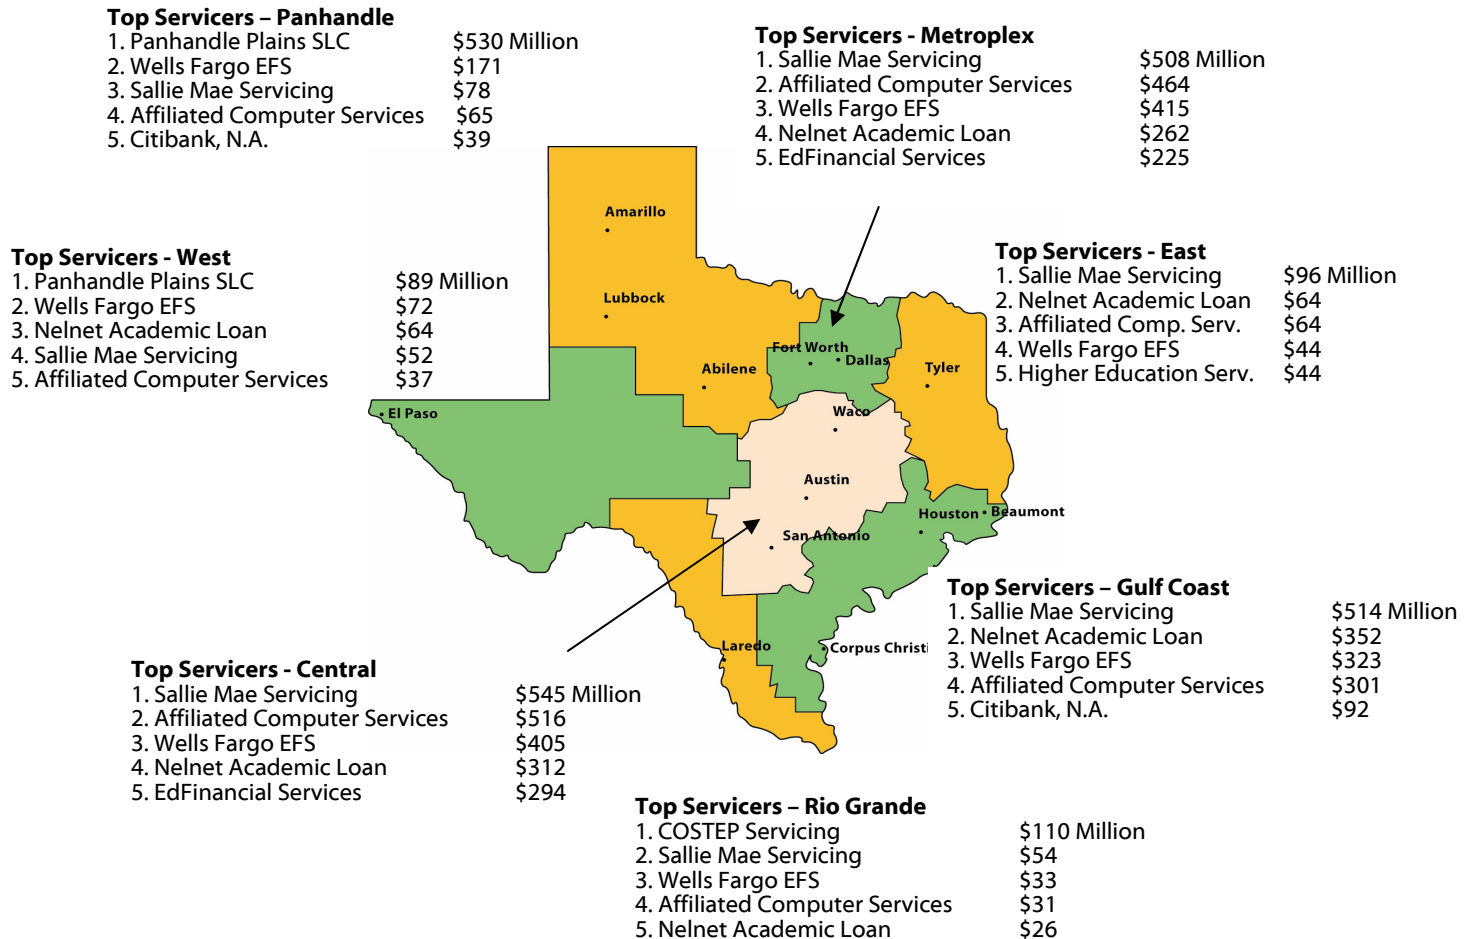 Top Servicers – Panhandle
1. Panhandle Plains SLC $530 Million
2. Wells Fargo EFS $171
3. Sallie Mae Servicing $78
4. Affiliated Computer Services $65
5. Citibank, N.A. $39
Top Servicers - Metroplex
1. Sallie Mae Servicing $508 Million
2. Affiliated Computer Services $464
3. Wells Fargo EFS $415
4. Nelnet Academic Loan $262
5. EdFinancial Services $225
Top Servicers - West
1. Panhandle Plains SLC $89 Million
2. Wells Fargo EFS $72
3. Nelnet Academic Loan $64
4. Sallie Mae Servicing $52
5. Affiliated Computer Services $37
Top Servicers - East
1. Sallie Mae Servicing $96 Million
2. Nelnet Academic Loan $64
3. Affiliated Comp. Serv. $64
4. Wells Fargo EFS $44
5. Higher Education Serv. $44
Amarillo
Lubbock
Fort Worth
Dallas
Abilene
Tyler
El Paso
Waco
Austin
Houston
Beaumont
San Antonio
Laredo
Corpus Christi
Top Servicers – Gulf Coast
1. Sallie Mae Servicing $514 Million
2. Nelnet Academic Loan $352
3. Wells Fargo EFS $323
4. Affiliated Computer Services $301
5. Citibank, N.A. $92
Top Servicers - Central
1. Sallie Mae Servicing $545 Million
2. Affiliated Computer Services $516
3. Wells Fargo EFS $405
4. Nelnet Academic Loan $312
5. EdFinancial Services $294
Top Servicers – Rio Grande
1. COSTEP Servicing $110 Million
2. Sallie Mae Servicing $54
3. Wells Fargo EFS $33
4. Affiliated Computer Services $31
5. Nelnet Academic Loan $26